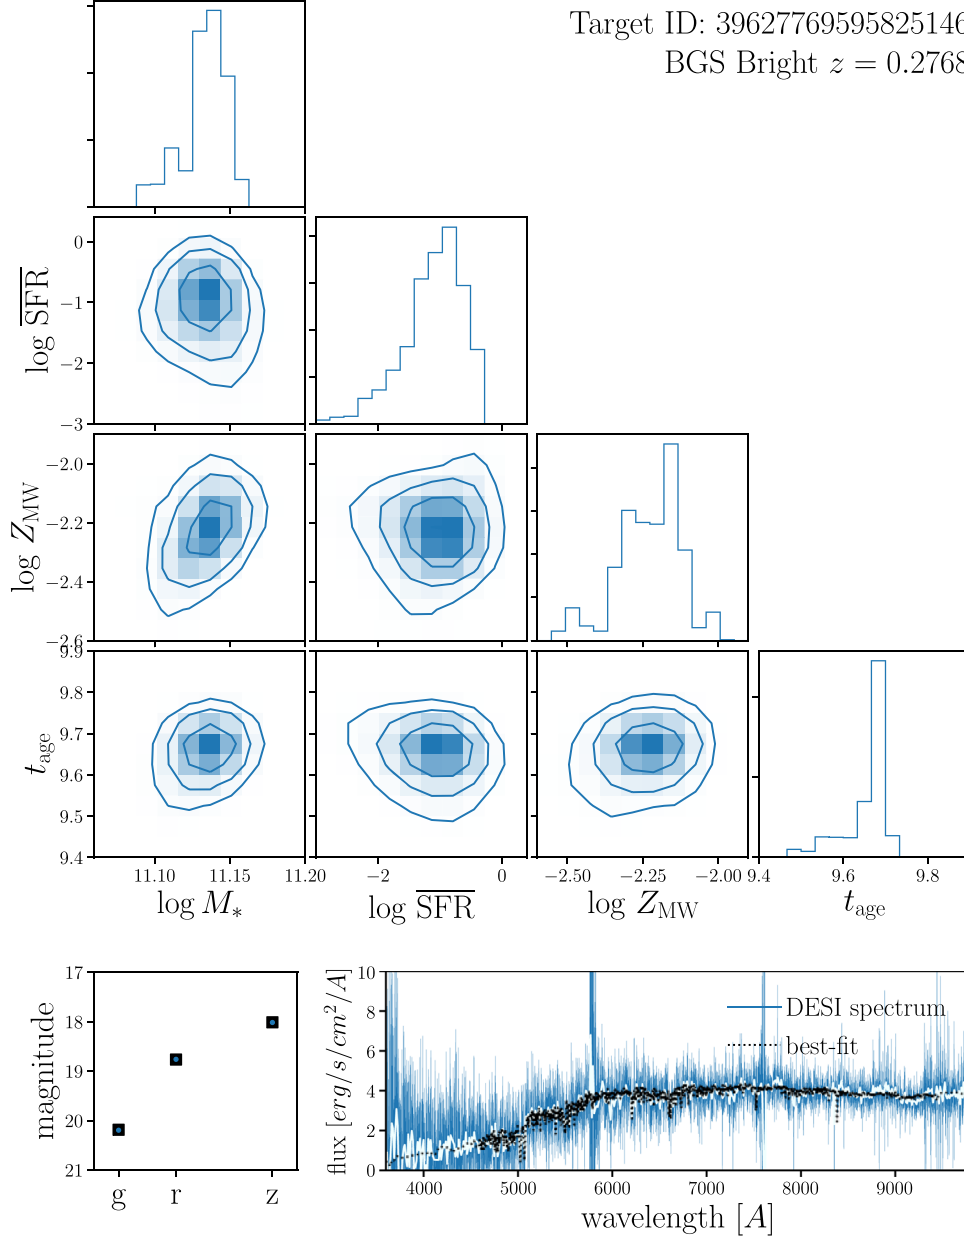 Target ID: 39627769595825146
BGS Bright z = 0.2768
0
−1
−2
−3
log SFR
−2.0
−2.2
−2.4
−2.6
log Z_MW
9.9
9.8
9.7
9.6
9.5
9.4
t_age
11.10 11.15 11.20 −2 0 −2.50 −2.25 −2.00 9.4 9.6 9.8
log M_* log SFR log Z_MW t_age
17
18
19
20
21
magnitude
g r z
10
8
6
4
2
0
flux [erg/s/cm²/A]
DESI spectrum
best-fit
4000 5000 6000 7000 8000 9000
wavelength [A]